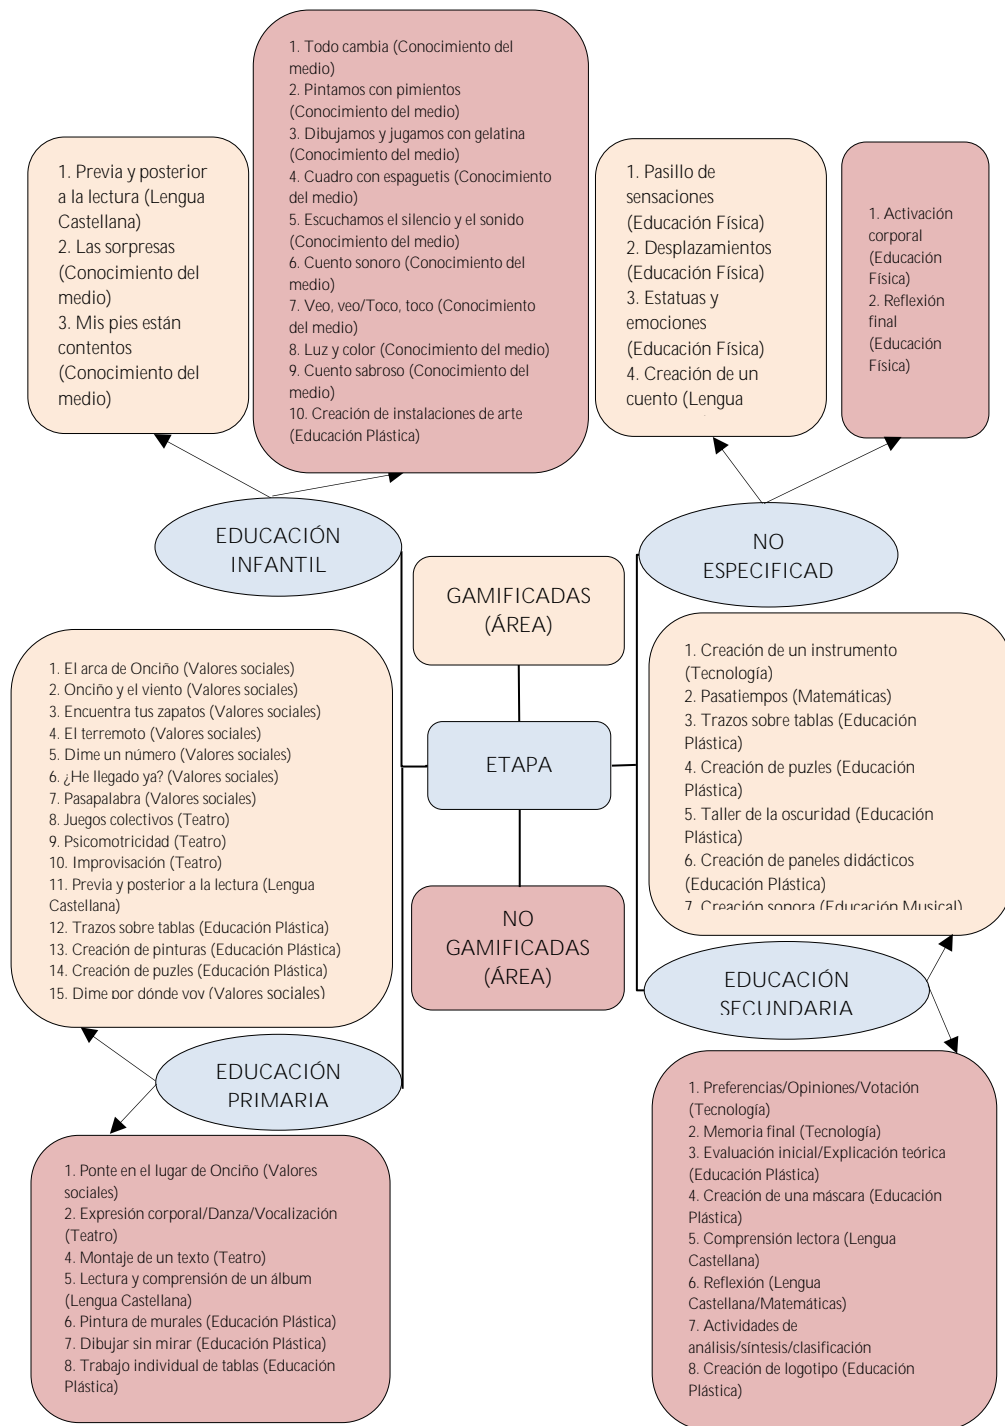 1. Todo cambia (Conocimiento del
medio)
2. Pintamos con pimientos
(Conocimiento del medio)
3. Dibujamos y jugamos con gelatina
(Conocimiento del medio)
4. Cuadro con espaguetis (Conocimiento
del medio)
5. Escuchamos el silencio y el sonido
(Conocimiento del medio)
6. Cuento sonoro (Conocimiento del
medio)
7. Veo, veo/Toco, toco (Conocimiento
del medio)
8. Luz y color (Conocimiento del medio)
9. Cuento sabroso (Conocimiento del
medio)
10. Creación de instalaciones de arte
(Educación Plástica)
1. Previa y posterior
a la lectura (Lengua
Castellana)
2. Las sorpresas
(Conocimiento del
medio)
3. Mis pies están
contentos
(Conocimiento del
medio)
1. Pasillo de
sensaciones
(Educación Física)
2. Desplazamientos
(Educación Física)
3. Estatuas y
emociones
(Educación Física)
4. Creación de un
cuento (Lengua
1. Activación
corporal
(Educación
Física)
2. Reflexión
final
(Educación
Física)
EDUCACIÓN
INFANTIL
NO
ESPECIFICAD
GAMIFICADAS
(ÁREA)
ETAPA
NO
GAMIFICADAS
(ÁREA)
1. El arca de Onciño (Valores sociales)
2. Onciño y el viento (Valores sociales)
3. Encuentra tus zapatos (Valores sociales)
4. El terremoto (Valores sociales)
5. Dime un número (Valores sociales)
6. ¿He llegado ya? (Valores sociales)
7. Pasapalabra (Valores sociales)
8. Juegos colectivos (Teatro)
9. Psicomotricidad (Teatro)
10. Improvisación (Teatro)
11. Previa y posterior a la lectura (Lengua
Castellana)
12. Trazos sobre tablas (Educación Plástica)
13. Creación de pinturas (Educación Plástica)
14. Creación de puzles (Educación Plástica)
15. Dime por dónde voy (Valores sociales)
1. Creación de un instrumento
(Tecnología)
2. Pasatiempos (Matemáticas)
3. Trazos sobre tablas (Educación
Plástica)
4. Creación de puzles (Educación
Plástica)
5. Taller de la oscuridad (Educación
Plástica)
6. Creación de paneles didácticos
(Educación Plástica)
7. Creación sonora (Educación Musical)
EDUCACIÓN
SECUNDARIA
EDUCACIÓN
PRIMARIA
1. Ponte en el lugar de Onciño (Valores
sociales)
2. Expresión corporal/Danza/Vocalización
(Teatro)
4. Montaje de un texto (Teatro)
5. Lectura y comprensión de un álbum
(Lengua Castellana)
6. Pintura de murales (Educación Plástica)
7. Dibujar sin mirar (Educación Plástica)
8. Trabajo individual de tablas (Educación
Plástica)
1. Preferencias/Opiniones/Votación
(Tecnología)
2. Memoria final (Tecnología)
3. Evaluación inicial/Explicación teórica
(Educación Plástica)
4. Creación de una máscara (Educación
Plástica)
5. Comprensión lectora (Lengua
Castellana)
6. Reflexión (Lengua
Castellana/Matemáticas)
7. Actividades de
análisis/síntesis/clasificación
8. Creación de logotipo (Educación
Plástica)